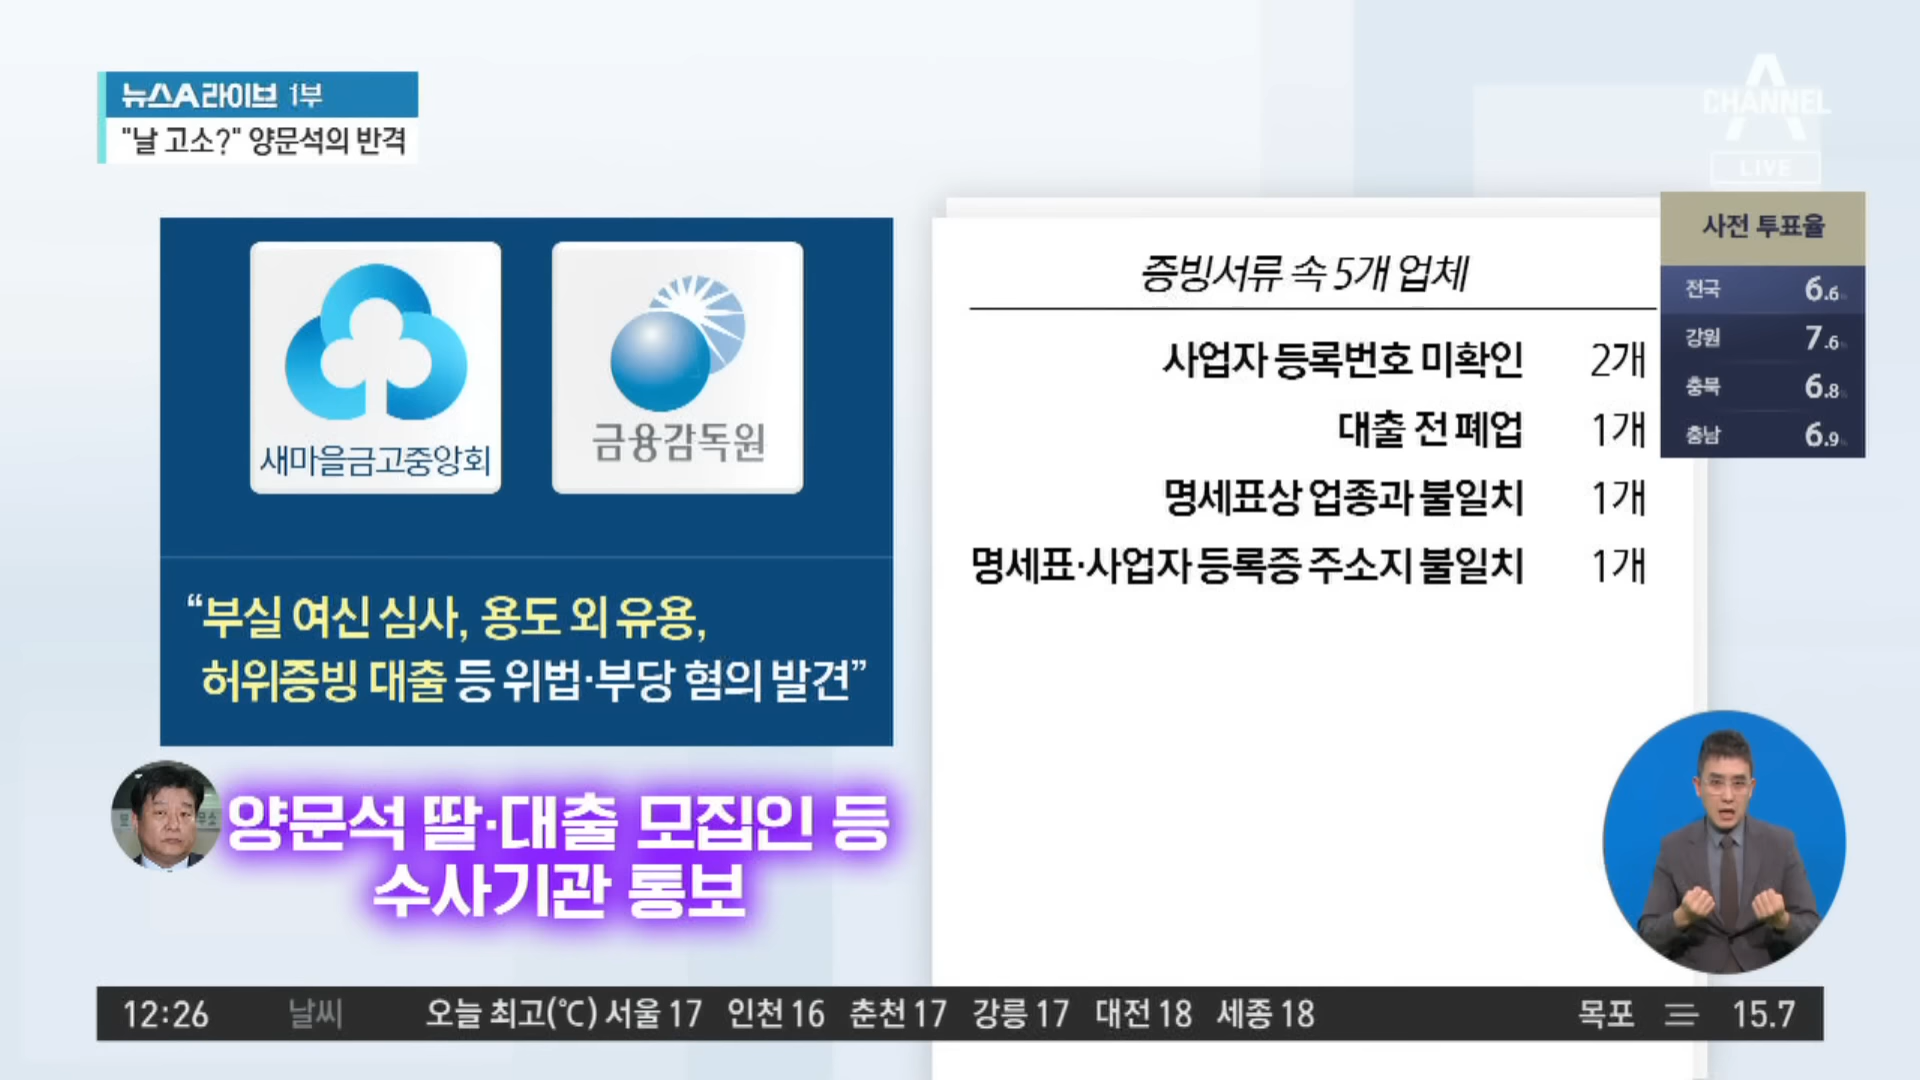 뉴스A 라이브 1부
"날 고소?" 양문석의 반격
CHANNEL A
LIVE
새마을금고중앙회
금융감독원
“부실 여신 심사, 용도 외 유용,
허위증빙 대출 등 위법·부당 혐의 발견”
양문석 딸·대출 모집인 등
수사기관 통보
증빙서류 속 5개 업체
사업자 등록번호 미확인 2개
대출 전 폐업 1개
명세표상 업종과 불일치 1개
명세표·사업자 등록증 주소지 불일치 1개
사전 투표율
전국 6.6%
강원 7.6%
충북 6.8%
충남 6.9%
12:26 날씨 오늘 최고(℃) 서울 17 인천 16 춘천 17 강릉 17 대전 18 세종 18 목포 15.7